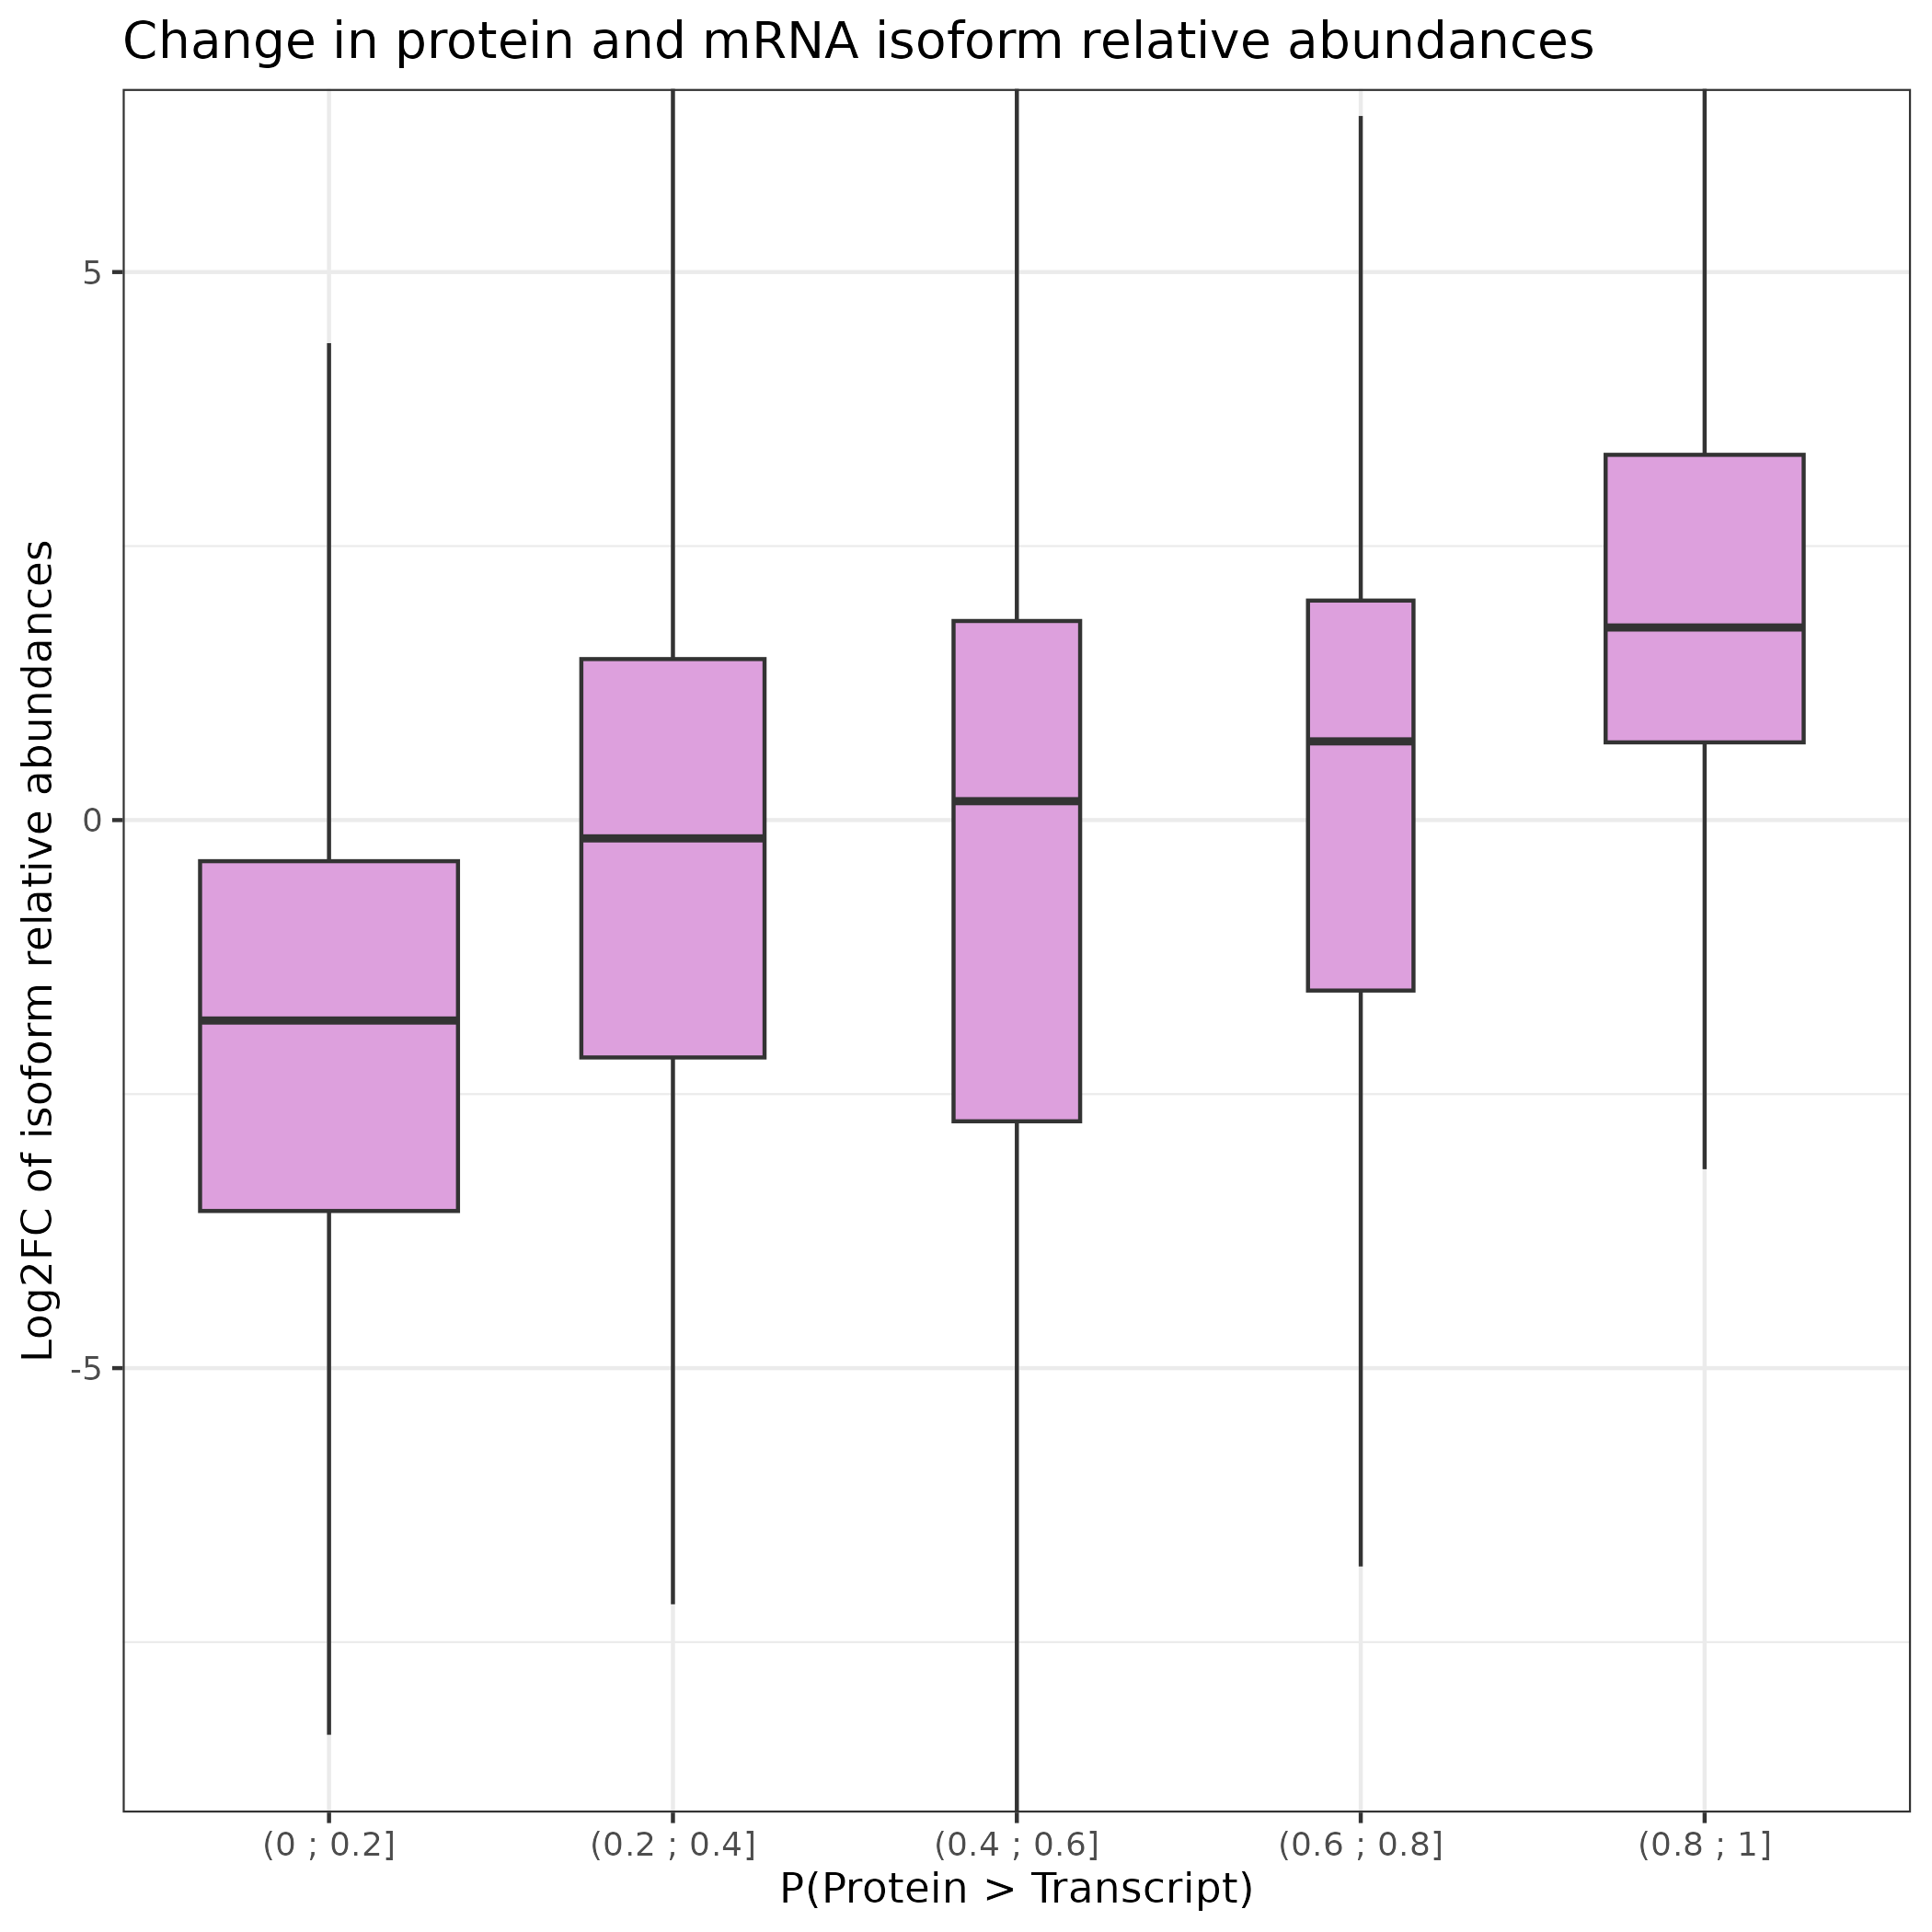 Change in protein and mRNA isoform relative abundances
Log2FC of isoform relative abundances
5
0
-5
(0 ; 0.2]
(0.2 ; 0.4]
(0.4 ; 0.6]
(0.6 ; 0.8]
(0.8 ; 1]
P(Protein > Transcript)